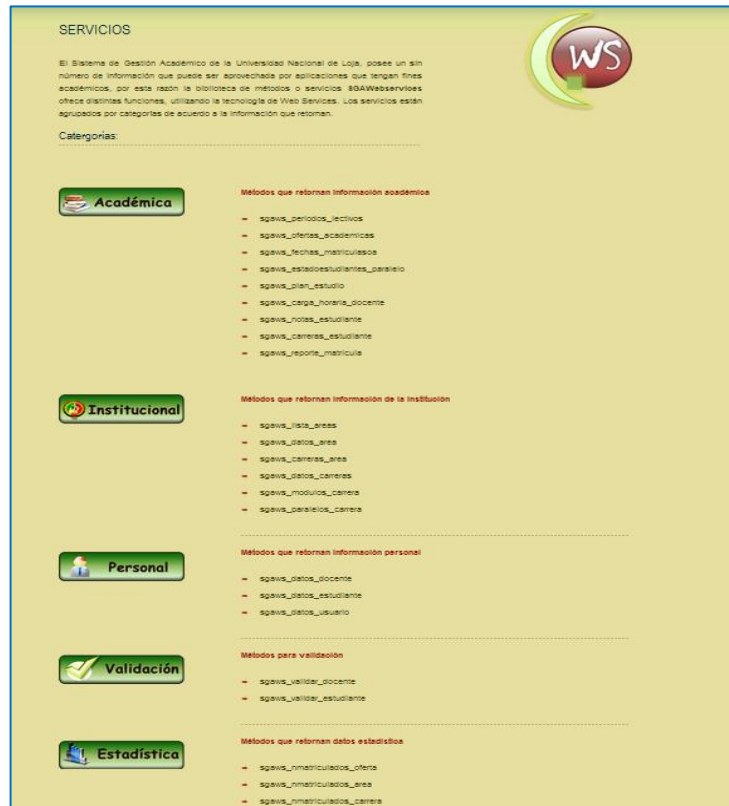 SERVICIOS
WS
El Sistema de Gestión Académico de la Universidad Nacional de Loja, posee un sin
número de información que puede ser aprovechada por aplicaciones que tengan fines
académicos, por esta razón la biblioteca de métodos o servicios SGAWebservices
ofrece distintas funciones, utilizando la tecnología de Web Services. Los servicios están
agrupados por categorías de acuerdo a la información que retornan.
Catergorías:
Académica
Métodos que retornan información académica
sgaws_periodos_lectivos
sgaws_ofertas_academicas
sgaws_fechas_matriculasoa
sgaws_estadoestudiantes_paralelo
sgaws_plan_estudio
sgaws_carga_horaria_docente
sgaws_notas_estudiante
sgaws_carreras_estudiante
sgaws_reporte_matricula
Institucional
Métodos que retornan información de la institución
sgaws_lista_areas
sgaws_datos_area
sgaws_carreras_area
sgaws_datos_carreras
sgaws_modulos_carrera
sgaws_paralelos_carrera
Personal
Métodos que retornan información personal
sgaws_datos_docente
sgaws_datos_estudiante
sgaws_datos_usuario
Validación
Métodos para validación
sgaws_validar_docente
sgaws_validar_estudiante
Estadística
Métodos que retornan datos estadística
sgaws_nmatriculados_oferta
sgaws_nmatriculados_area
sgaws_nmatriculados_carrera